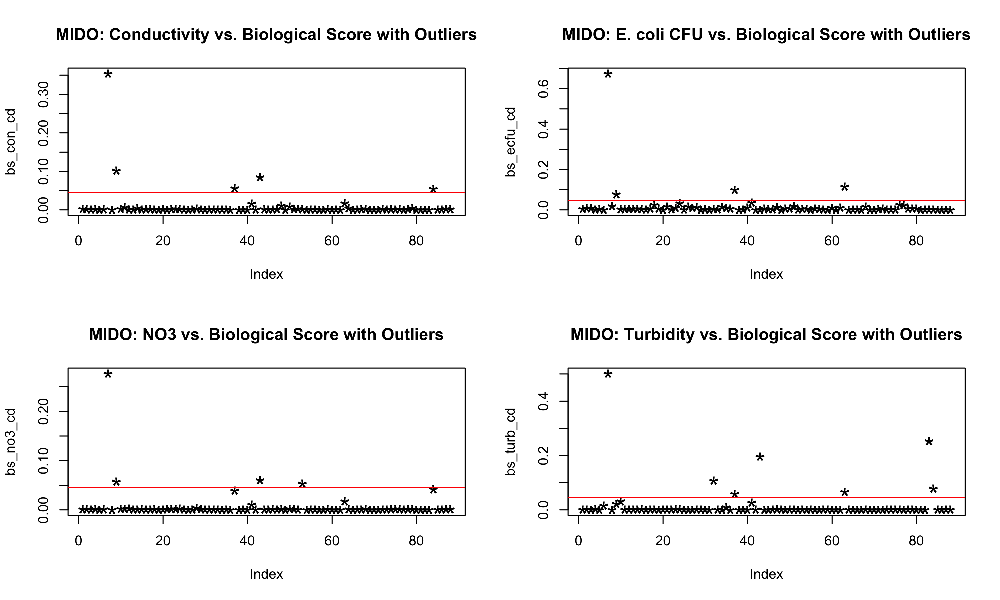 MIDO: Conductivity vs. Biological Score with Outliers
bs_con_cd
0.30
0.20
0.10
0.00
0 20 40 60 80
Index
MIDO: E. coli CFU vs. Biological Score with Outliers
bs_ecfu_cd
0.6
0.4
0.2
0.0
0 20 40 60 80
Index
MIDO: NO3 vs. Biological Score with Outliers
bs_no3_cd
0.20
0.10
0.00
0 20 40 60 80
Index
MIDO: Turbidity vs. Biological Score with Outliers
bs_turb_cd
0.4
0.2
0.0
0 20 40 60 80
Index